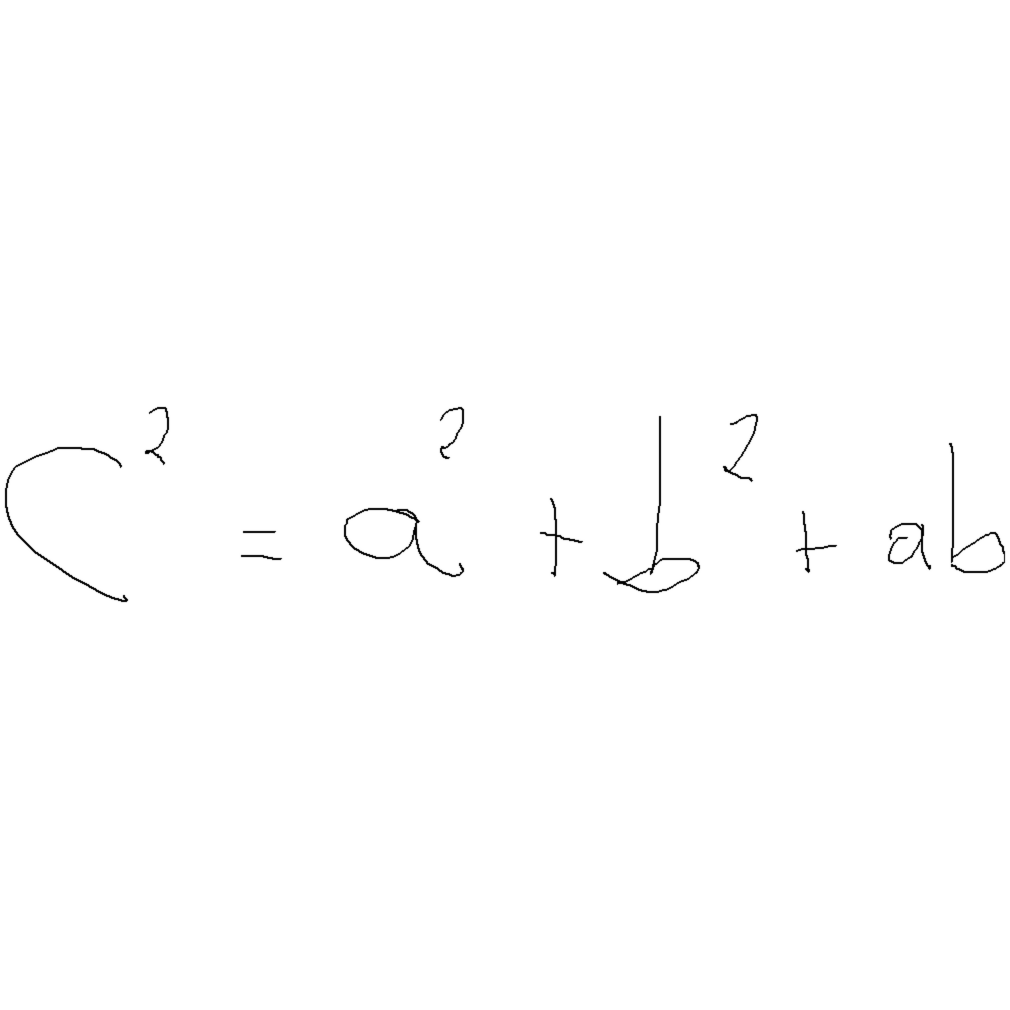 c² = a² + b² + ab